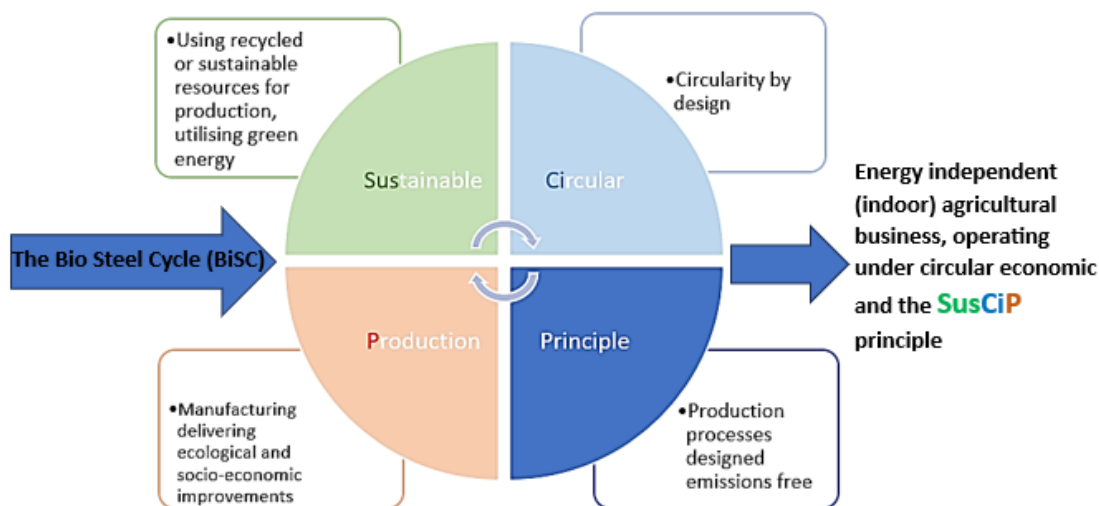 •Using recycled
or sustainable
resources for
production,
utilising green
energy
•Circularity by
design
Sustainable
Circular
The Bio Steel Cycle (BiSC)
Energy independent
(indoor) agricultural
business, operating
under circular economic
and the SusCiP
principle
Production
Principle
•Manufacturing
delivering
ecological and
socio-economic
improvements
•Production
processes
designed
emissions free